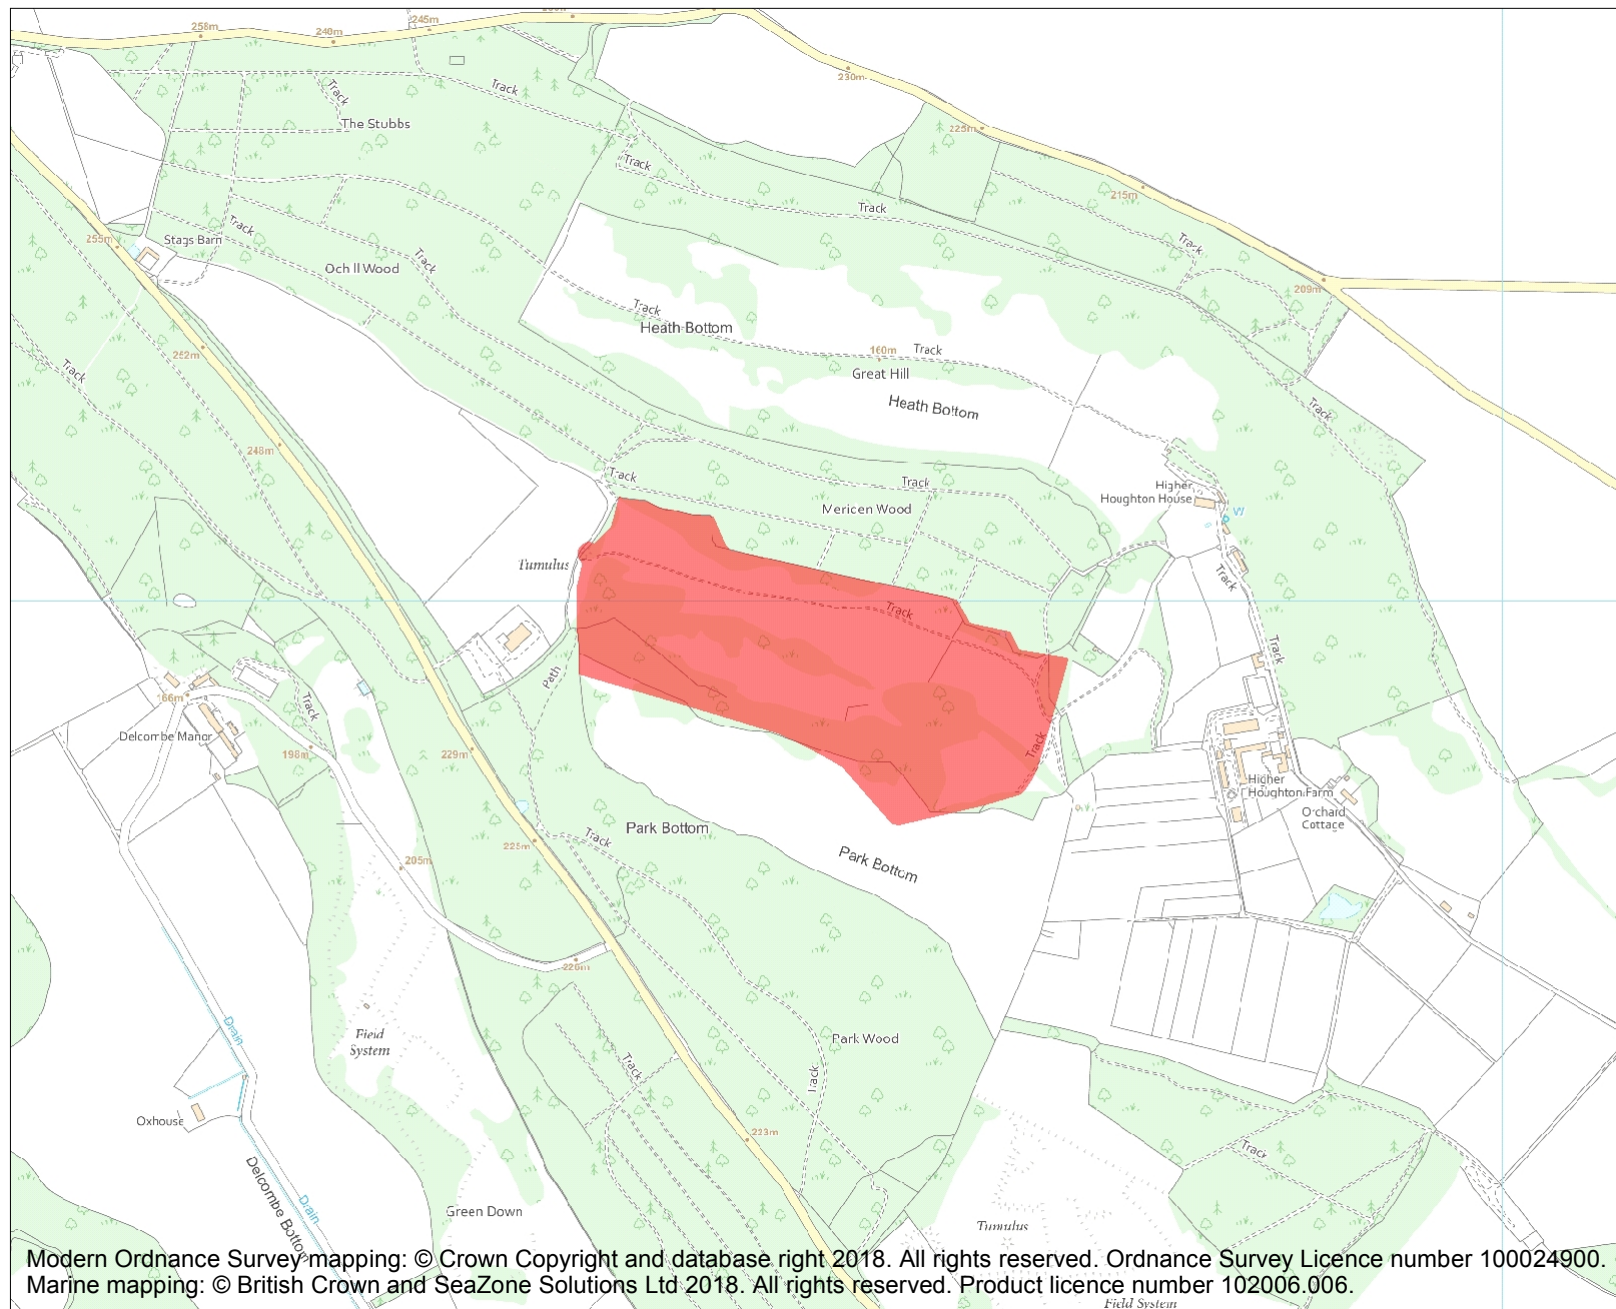 245m
258m
240m
230m
Track
Track
The Stubbs
225m
Track
215m
Track
Track
Stags Barn
255m
Track
Track
Och ll Wood
209m
Track
Heath Bottom
160m
Track
252m
Great Hill
Track
Heath Bottom
Track
248m
Track
Track
Higher
Houghton House
W
Mericen Wood
Tumulus
Track
Track
Track
Path
166m
Track
Delcombe Manor
198m
229m
Track
Higher
Houghton Farm
Orchard
Cottage
Park Bottom
Track
225m
Park Bottom
205m
226m
Drain
Field
System
Park Wood
Track
Track
Oxhouse
223m
Track
Delcombe Bottom
Drain
Green Down
Tumulus
Modern Ordnance Survey mapping: © Crown Copyright and database right 2018. All rights reserved. Ordnance Survey Licence number 100024900.
Marine mapping: © British Crown and SeaZone Solutions Ltd 2018. All rights reserved. Product licence number 102006.006.
Field System